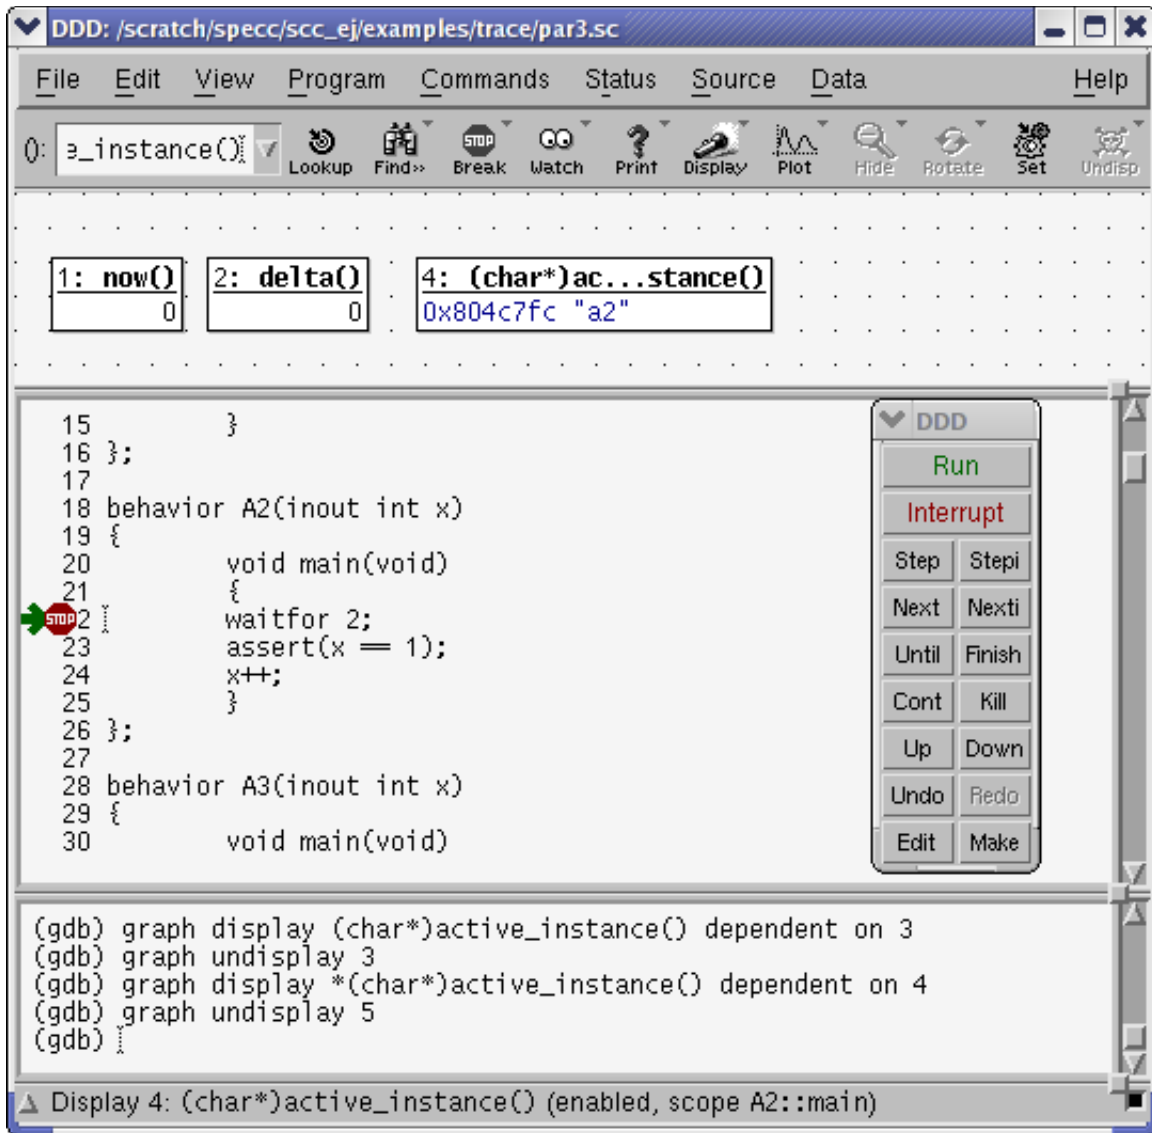 DDD: /scratch/specc/scc_ej/examples/trace/par3.sc
File Edit View Program Commands Status Source Data Help
(): e_instance() Lookup Find» Break Watch Print Display Plot Hide Rotate Set Undisp
STOP
1: now() 2: delta() 4: (char*)ac...stance()
0 0 0x804c7fc "a2"
15 }
16 };
17
18 behavior A2(inout int x)
19 {
20 void main(void)
21 {
STOP 2 waitfor 2;
23 assert(x == 1);
24 x++;
25 }
26 };
27
28 behavior A3(inout int x)
29 {
30 void main(void)
DDD
Run
Interrupt
Step Stepi
Next Nexti
Until Finish
Cont Kill
Up Down
Undo Redo
Edit Make
(gdb) graph display (char*)active_instance() dependent on 3
(gdb) graph undisplay 3
(gdb) graph display *(char*)active_instance() dependent on 4
(gdb) graph undisplay 5
(gdb)
Display 4: (char*)active_instance() (enabled, scope A2::main)